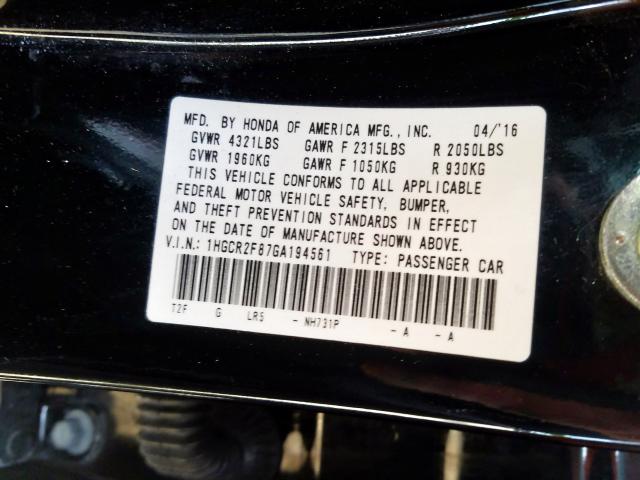 MFD. BY HONDA OF AMERICA MFG., INC. 04/'16
GVWR 4321LBS GAWR F 2315LBS R 2050LBS
GVWR 1960KG GAWR F 1050KG R 930KG
THIS VEHICLE CONFORMS TO ALL APPLICABLE
FEDERAL MOTOR VEHICLE SAFETY, BUMPER,
AND THEFT PREVENTION STANDARDS IN EFFECT
ON THE DATE OF MANUFACTURE SHOWN ABOVE.
V.I.N.: 1HGCR2F87GA194561 TYPE: PASSENGER CAR
T2F G LR5 - NH731P - A - A